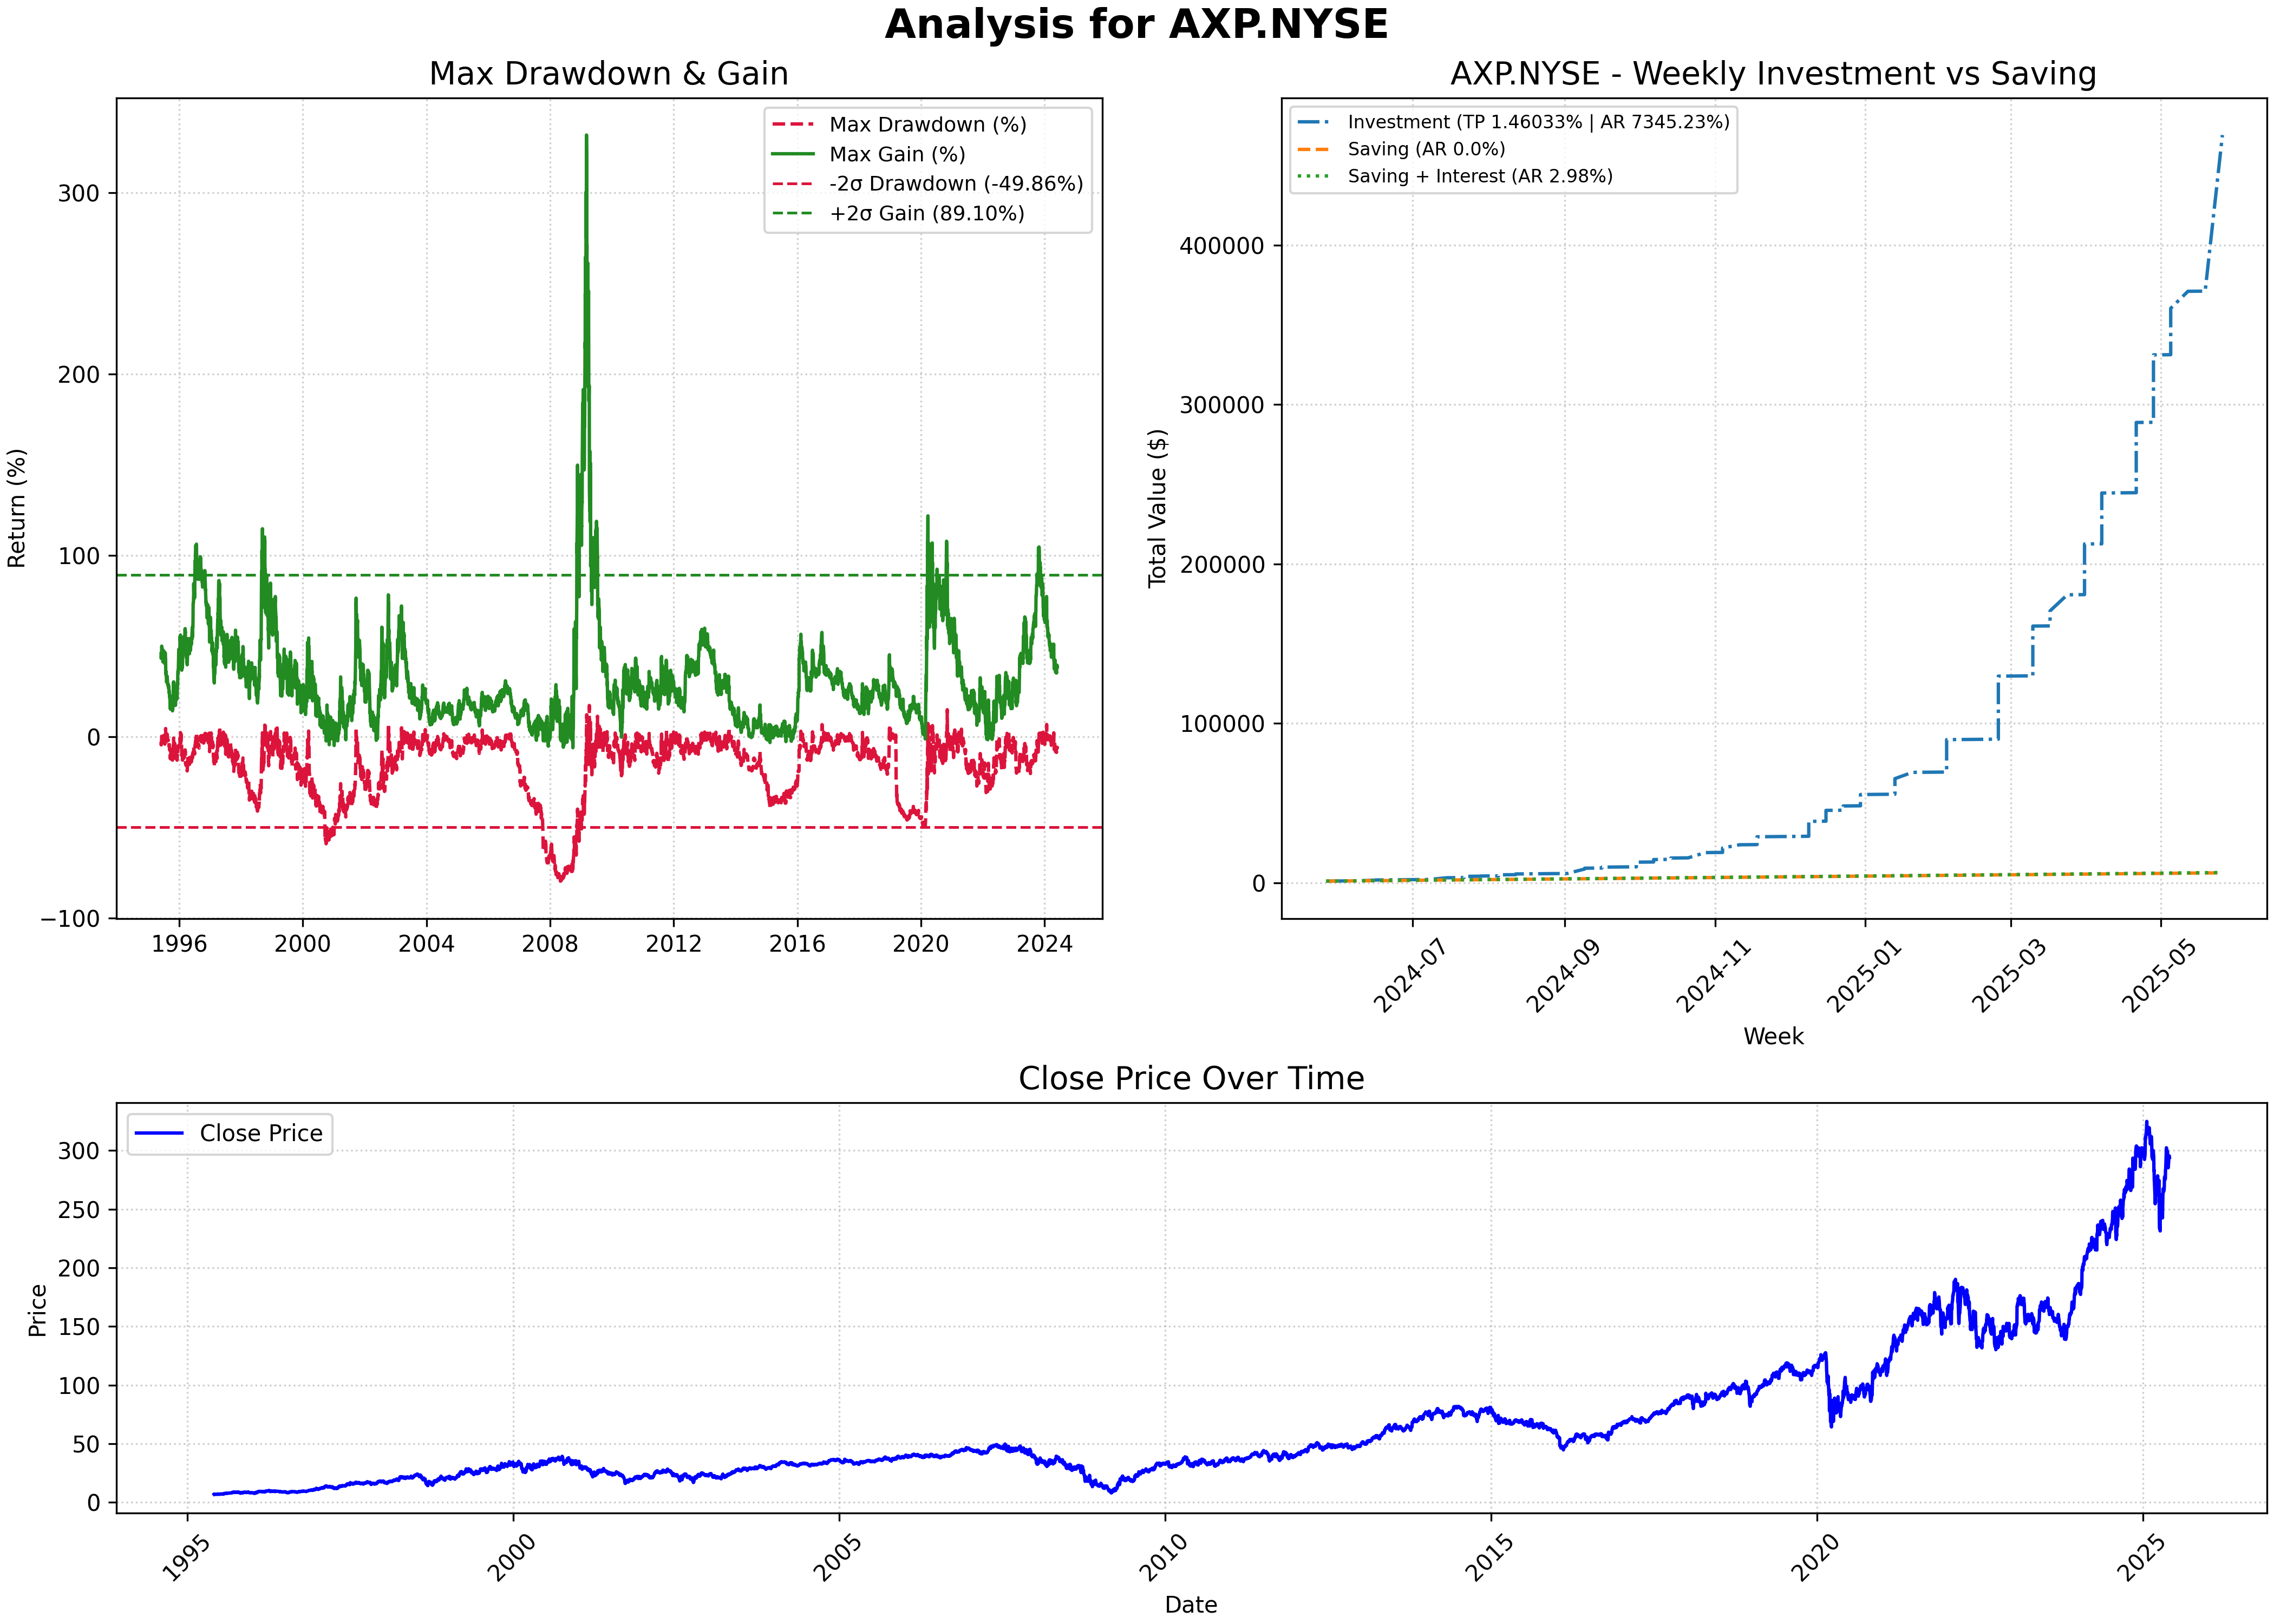 Analysis for AXP.NYSE
Max Drawdown & Gain
Return (%)
300
200
100
0
−100
1996 2000 2004 2008 2012 2016 2020 2024
Max Drawdown (%)
Max Gain (%)
-2σ Drawdown (-49.86%)
+2σ Gain (89.10%)
AXP.NYSE - Weekly Investment vs Saving
Investment (TP 1.46033% | AR 7345.23%)
Saving (AR 0.0%)
Saving + Interest (AR 2.98%)
Total Value ($)
400000
300000
200000
100000
0
2024-07 2024-09 2024-11 2025-01 2025-03 2025-05
Week
Close Price Over Time
Close Price
Price
300
250
200
150
100
50
0
1995 2000 2005 2010 2015 2020 2025
Date